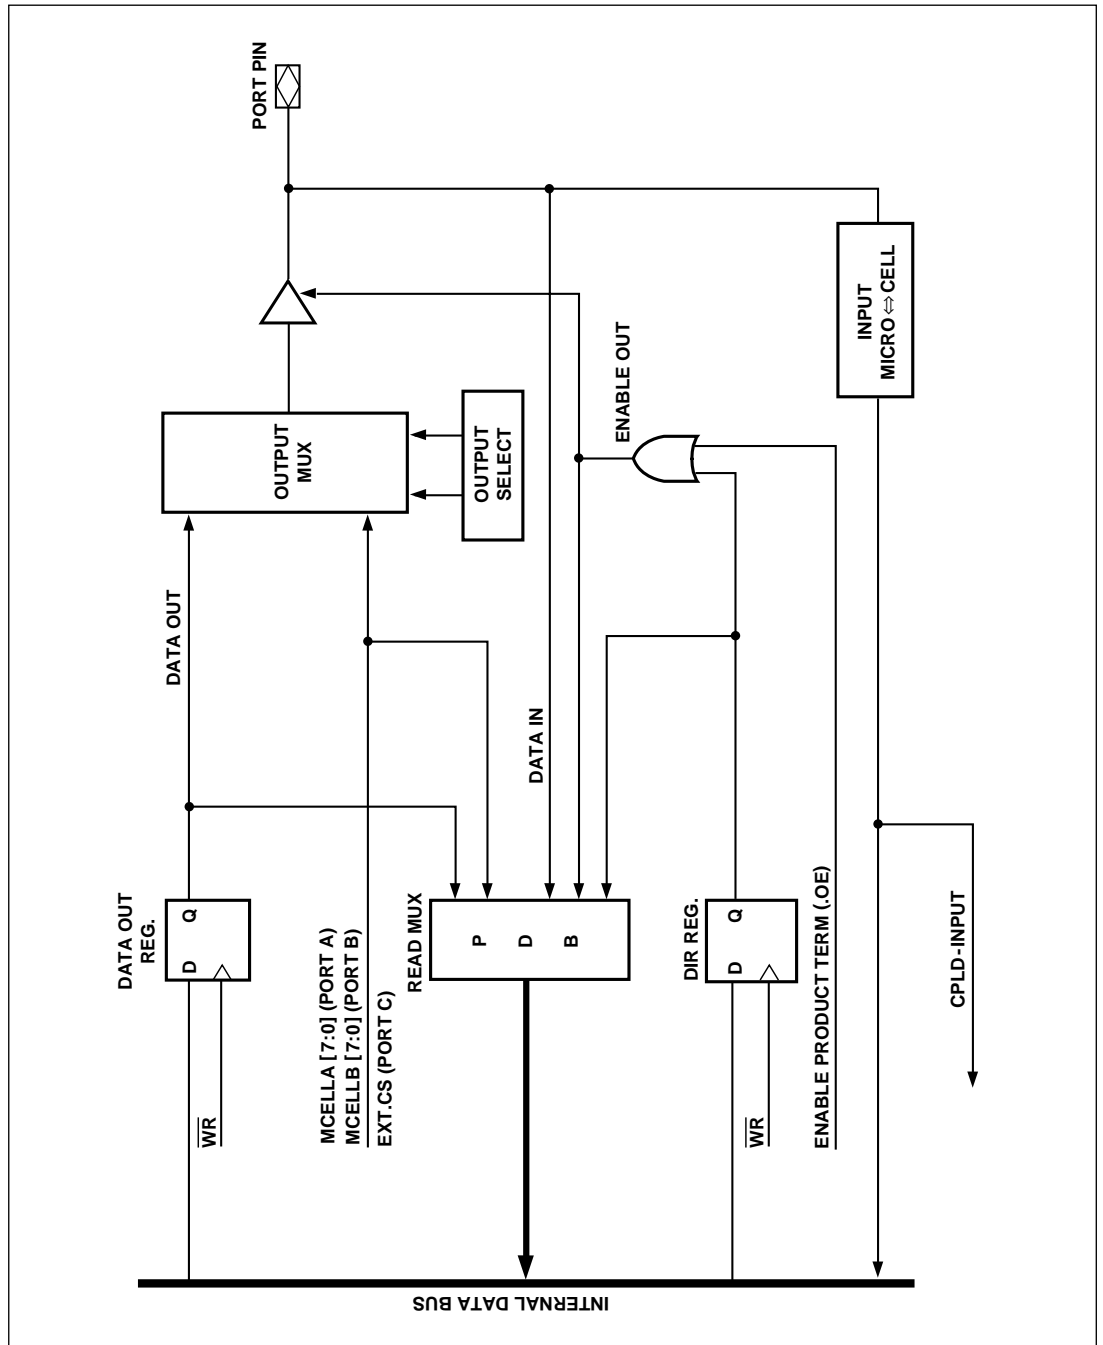 DATA OUT
REG.
D Q
WR
DATA OUT
MCELLA [7:0] (PORT A)
MCELLB [7:0] (PORT B)
EXT.CS (PORT C)
OUTPUT
MUX
PORT PIN
READ MUX
P
D
B
DATA IN
OUTPUT
SELECT
ENABLE OUT
DIR REG.
D Q
WR
ENABLE PRODUCT TERM (.OE)
INPUT
MICRO⇔CELL
CPLD-INPUT
INTERNAL DATA BUS